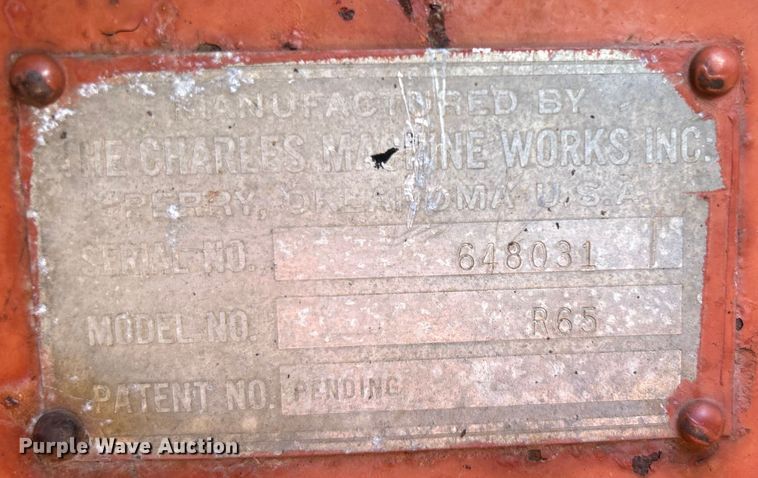 MANUFACTURED BY
THE CHARLES MACHINE WORKS INC.
PERRY, OKLAHOMA U.S.A.
SERIAL NO. 648031
MODEL NO. R65
PATENT NO. PENDING
Purple Wave Auction